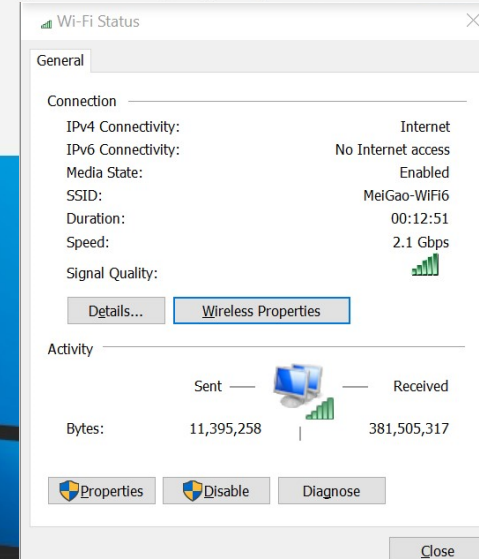 Wi-Fi Status
General
Connection
IPv4 Connectivity: Internet
IPv6 Connectivity: No Internet access
Media State: Enabled
SSID: MeiGao-WiFi6
Duration: 00:12:51
Speed: 2.1 Gbps
Signal Quality:
Details... Wireless Properties
Activity
Sent Received
Bytes: 11,395,258 381,505,317
Properties Disable Diagnose
Close